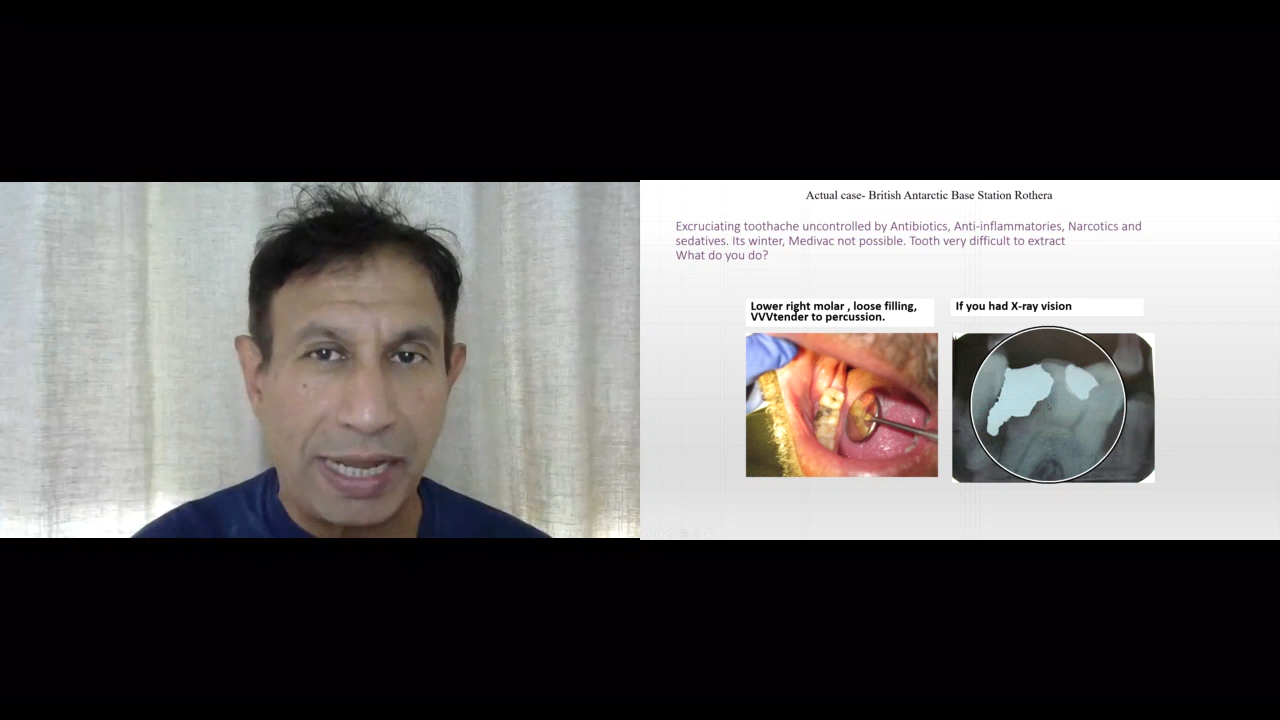 Actual case- British Antarctic Base Station Rothera
Excruciating toothache uncontrolled by Antibiotics, Anti-inflammatories, Narcotics and
sedatives. Its winter, Medivac not possible. Tooth very difficult to extract
What do you do?
Lower right molar , loose filling,
VVVtender to percussion.
If you had X-ray vision